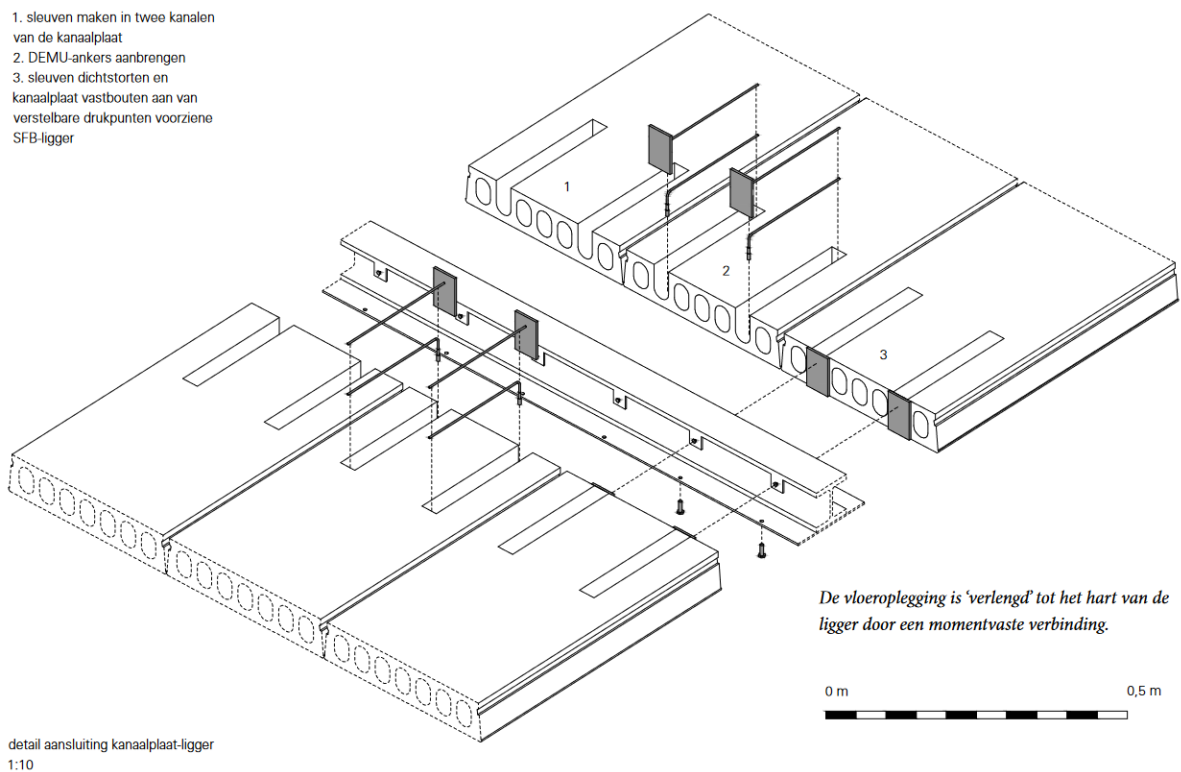 1. sleuven maken in twee kanalen
van de kanaalplaat
2. DEMU-ankers aanbrengen
3. sleuven dichtstorten en
kanaalplaat vastbouten aan van
verstelbare drukpunten voorziene
SFB-ligger
1
2
3
De vloeroplegging is ‘verlengd’ tot het hart van de
ligger door een momentvaste verbinding.
0 m 0,5 m
detail aansluiting kanaalplaat-ligger
1:10